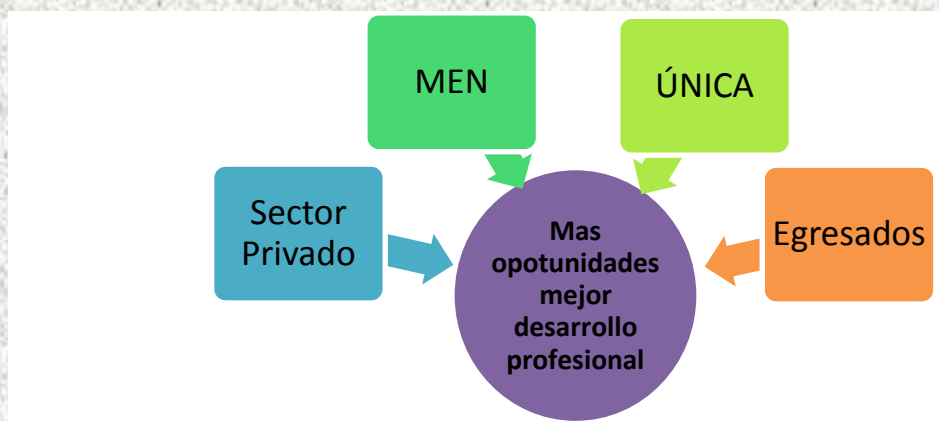 MEN
ÚNICA
Sector
Privado
Mas
opotunidades
mejor
desarrollo
profesional
Egresados